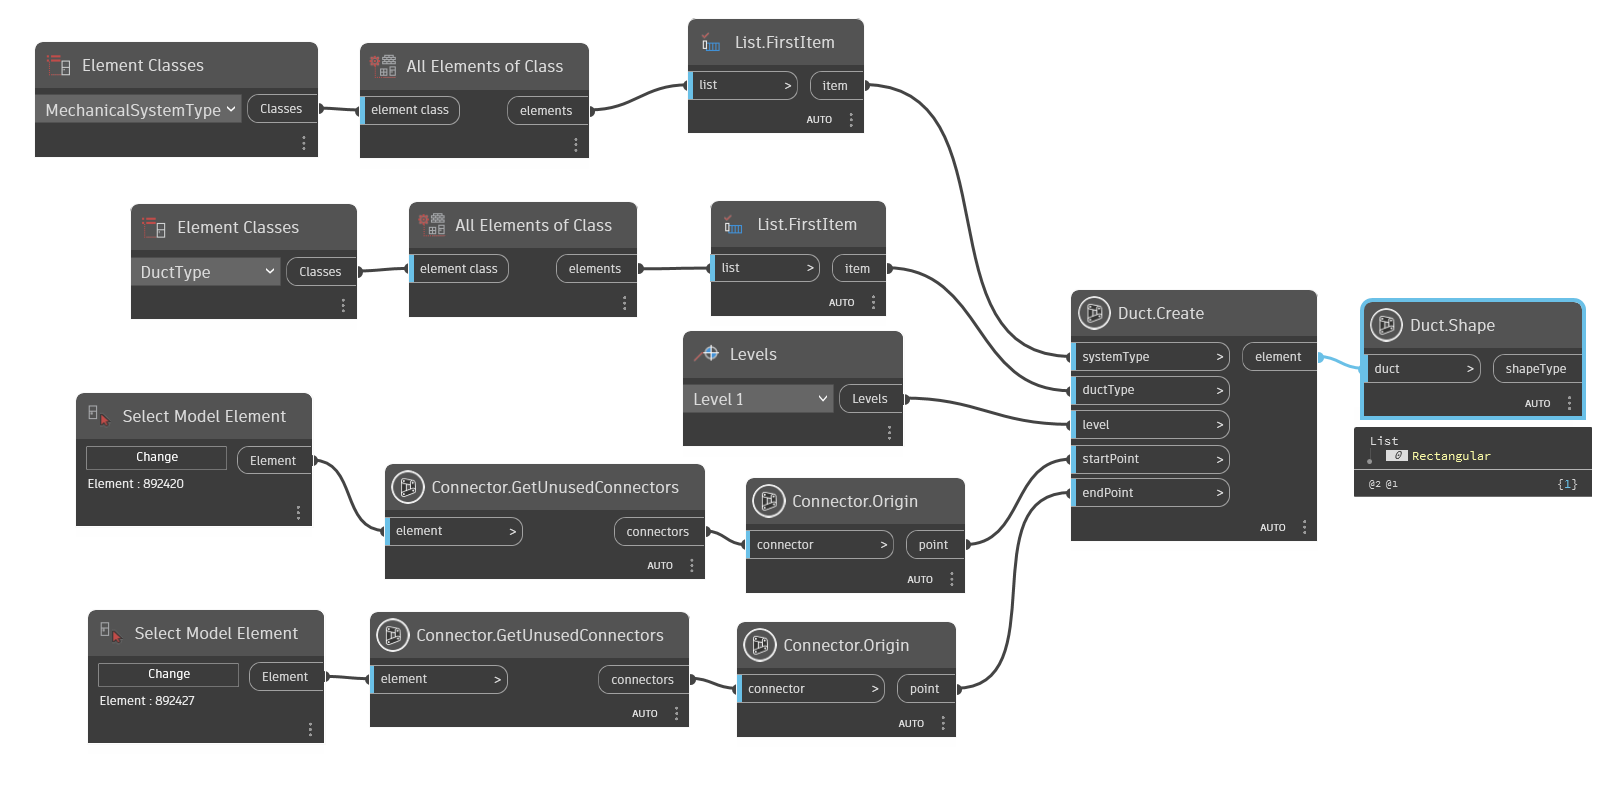 Element Classes
MechanicalSystemType
Classes
All Elements of Class
element class
elements
List.FirstItem
list
>
item
AUTO
Element Classes
DuctType
Classes
All Elements of Class
element class
elements
List.FirstItem
list
>
item
AUTO
Levels
Level 1
Levels
Select Model Element
Change
Element
Element : 892420
Connector.GetUnusedConnectors
element
>
connectors
AUTO
Connector.Origin
connector
>
point
AUTO
Select Model Element
Change
Element
Element : 892427
Connector.GetUnusedConnectors
element
>
connectors
AUTO
Connector.Origin
connector
>
point
AUTO
Duct.Create
systemType >
element
ductType >
level >
startPoint >
endPoint >
AUTO
Duct.Shape
duct
>
shapeType
AUTO
List
0 Rectangular
@2 @1 {1}